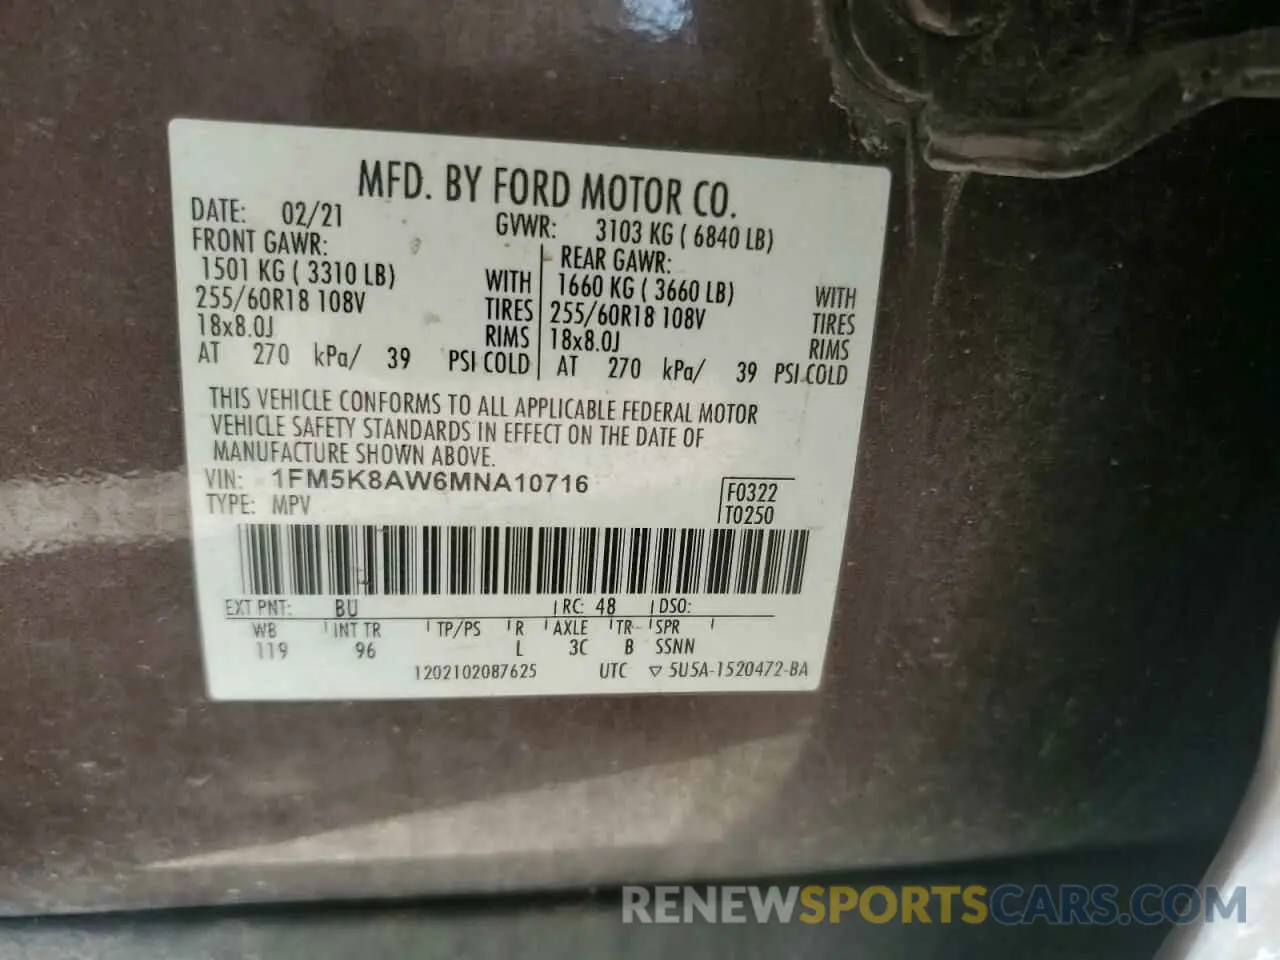 MFD. BY FORD MOTOR CO.
DATE: 02/21 GVWR: 3103 KG ( 6840 LB)
FRONT GAWR: REAR GAWR:
1501 KG ( 3310 LB) WITH 1660 KG ( 3660 LB) WITH
255/60R18 108V TIRES 255/60R18 108V TIRES
18x8.0J RIMS 18x8.0J RIMS
AT 270 kPa/ 39 PSI COLD AT 270 kPa/ 39 PSI COLD
THIS VEHICLE CONFORMS TO ALL APPLICABLE FEDERAL MOTOR
VEHICLE SAFETY STANDARDS IN EFFECT ON THE DATE OF
MANUFACTURE SHOWN ABOVE.
VIN: 1FM5K8AW6MNA10716 F0322
TYPE: MPV T0250
EXT PNT: BU RC: 48 DSO:
WB INT TR TP/PS R AXLE TR SPR
119 96 L 3C B SSNN
1202102087625 UTC ▽ 5U5A-1520472-BA
RENEWSPORTSCARS.COM